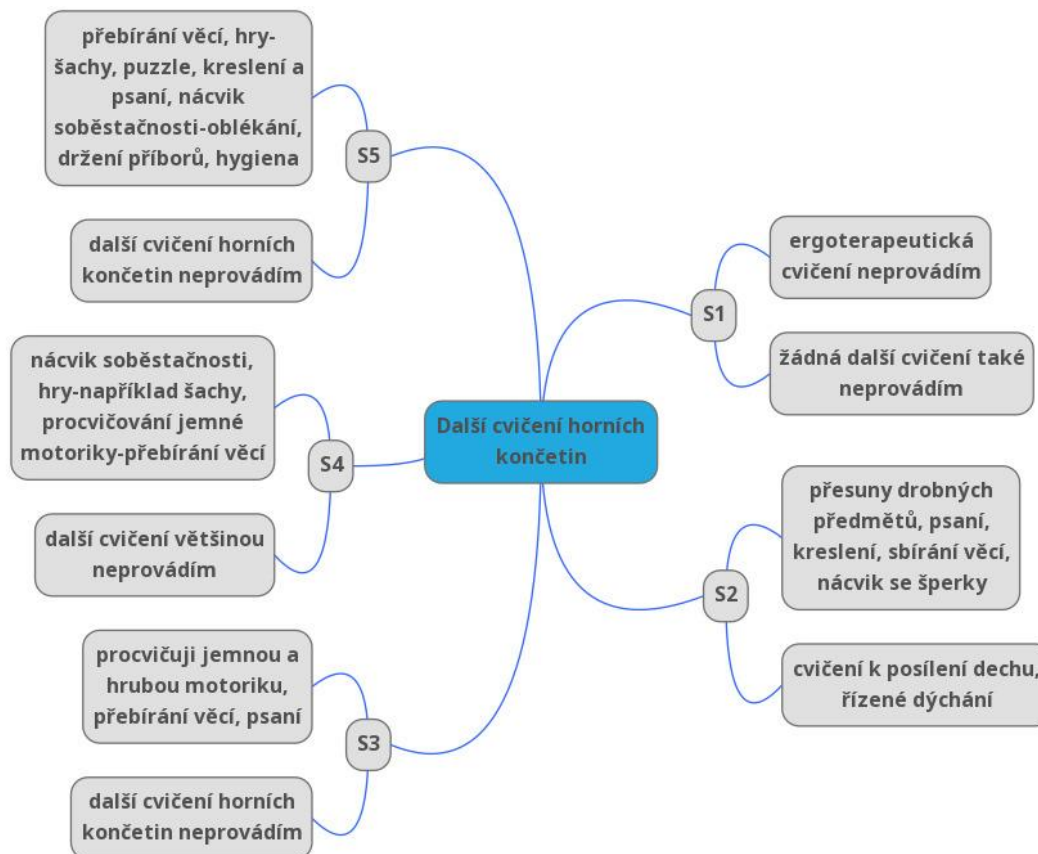 Další cvičení horních
končetin
S1
ergoterapeutická
cvičení neprovádím
žádná další cvičení také
neprovádím
S2
přesuny drobných
předmětů, psaní,
kreslení, sbírání věcí,
nácvik se šperky
cvičení k posílení dechu,
řízené dýchání
S3
procvičuji jemnou a
hrubou motoriku,
přebírání věcí, psaní
další cvičení horních
končetin neprovádím
S4
nácvik soběstačnosti,
hry-například šachy,
procvičování jemné
motoriky-přebírání věcí
další cvičení většinou
neprovádím
S5
přebírání věcí, hry-
šachy, puzzle, kreslení a
psaní, nácvik
soběstačnosti-oblékání,
držení příborů, hygiena
další cvičení horních
končetin neprovádím